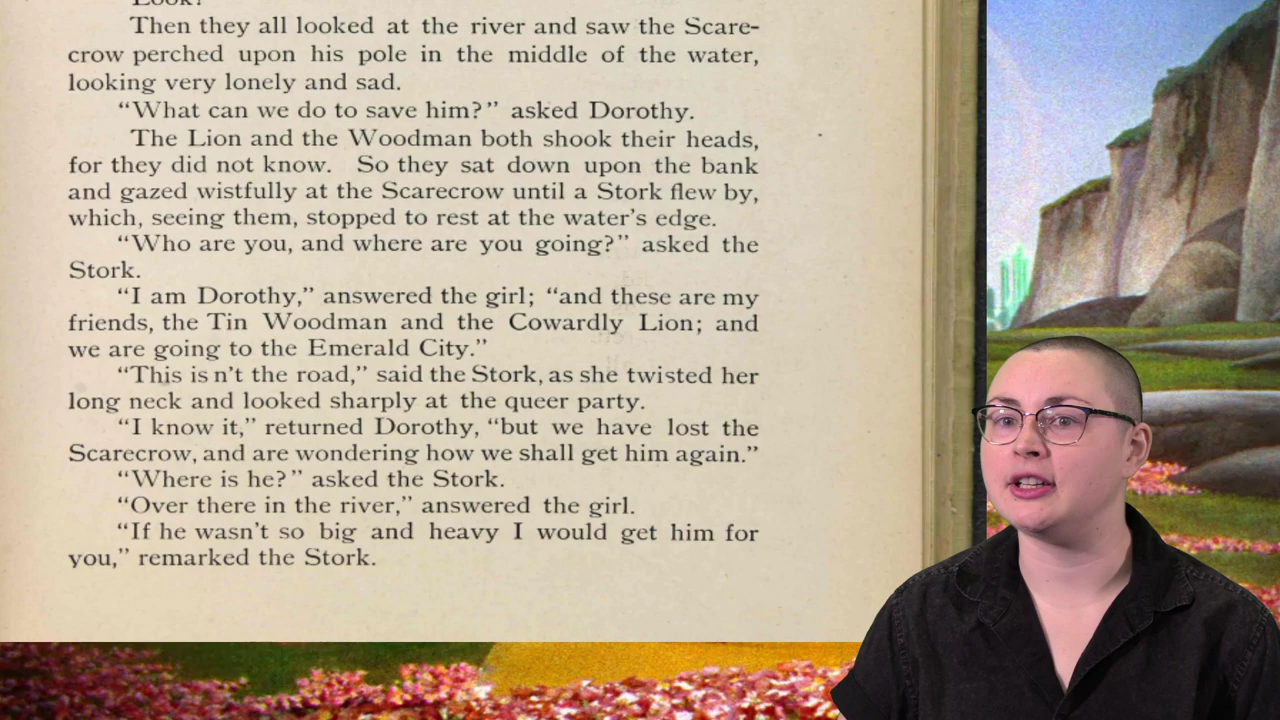 Look!"
Then they all looked at the river and saw the Scare-
crow perched upon his pole in the middle of the water,
looking very lonely and sad.
“What can we do to save him?” asked Dorothy.
The Lion and the Woodman both shook their heads,
for they did not know. So they sat down upon the bank
and gazed wistfully at the Scarecrow until a Stork flew by,
which, seeing them, stopped to rest at the water's edge.
“Who are you, and where are you going?” asked the
Stork.
“I am Dorothy,” answered the girl; “and these are my
friends, the Tin Woodman and the Cowardly Lion; and
we are going to the Emerald City.”
“This is n't the road,” said the Stork, as she twisted her
long neck and looked sharply at the queer party.
“I know it,” returned Dorothy, “but we have lost the
Scarecrow, and are wondering how we shall get him again.”
“Where is he?” asked the Stork.
“Over there in the river,” answered the girl.
“If he wasn't so big and heavy I would get him for
you,” remarked the Stork.